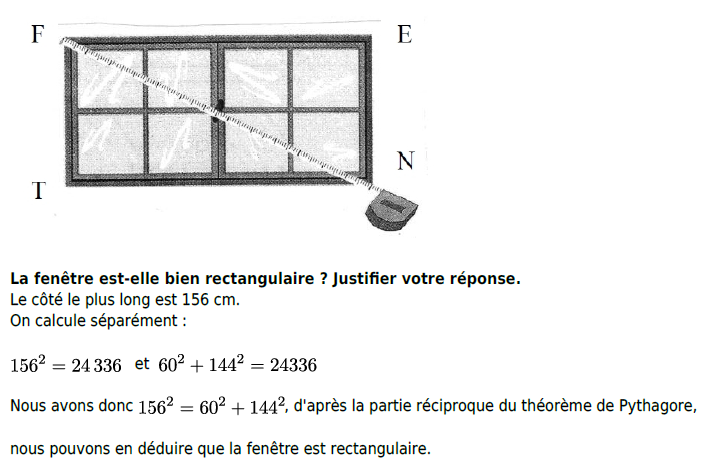 F E
N
T
La fenêtre est-elle bien rectangulaire ? Justifier votre réponse.
Le côté le plus long est 156 cm.
On calcule séparément :
156² = 24 336 et 60² + 144² = 24336
Nous avons donc 156² = 60² + 144², d'après la partie réciproque du théorème de Pythagore,
nous pouvons en déduire que la fenêtre est rectangulaire.